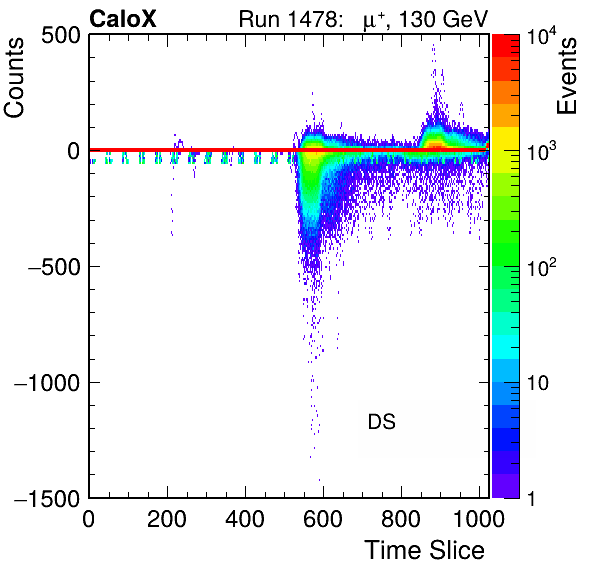 CaloX Run 1478: μ⁺, 130 GeV
Counts
Events
500
0
−500
−1000
−1500
10⁴
10³
10²
10
1
DS
0 200 400 600 800 1000
Time Slice